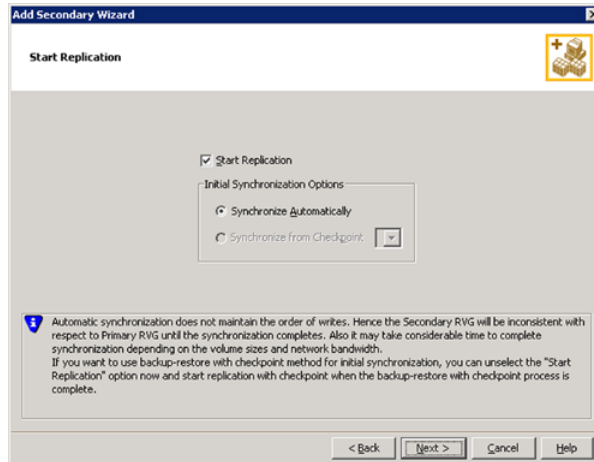 Add Secondary Wizard
Start Replication
Start Replication
Initial Synchronization Options
Synchronize Automatically
Synchronize from Checkpoint
Automatic synchronization does not maintain the order of writes. Hence the Secondary RVG will be inconsistent with
respect to Primary RVG until the synchronization completes. Also it may take considerable time to complete
synchronization depending on the volume sizes and network bandwidth.
If you want to use backup-restore with checkpoint method for initial synchronization, you can unselect the "Start
Replication" option now and start replication with checkpoint when the backup-restore with checkpoint process is
complete.
< Back Next > Cancel Help